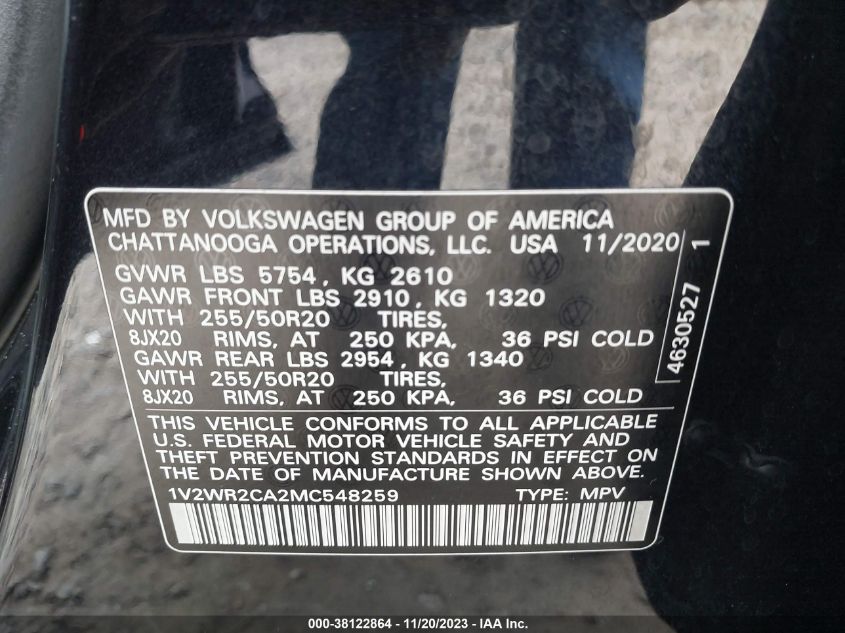 MFD BY VOLKSWAGEN GROUP OF AMERICA
CHATTANOOGA OPERATIONS, LLC. USA 11/2020
GVWR LBS 5754, KG 2610
GAWR FRONT LBS 2910, KG 1320
WITH 255/50R20 TIRES,
8JX20 RIMS, AT 250 KPA, 36 PSI COLD
GAWR REAR LBS 2954, KG 1340
WITH 255/50R20 TIRES,
8JX20 RIMS, AT 250 KPA, 36 PSI COLD
4630527 1
THIS VEHICLE CONFORMS TO ALL APPLICABLE
U.S. FEDERAL MOTOR VEHICLE SAFETY AND
THEFT PREVENTION STANDARDS IN EFFECT ON
THE DATE OF MANUFACTURE SHOWN ABOVE.
1V2WR2CA2MC548259 TYPE: MPV
000-38122864 - 11/20/2023 - IAA Inc.